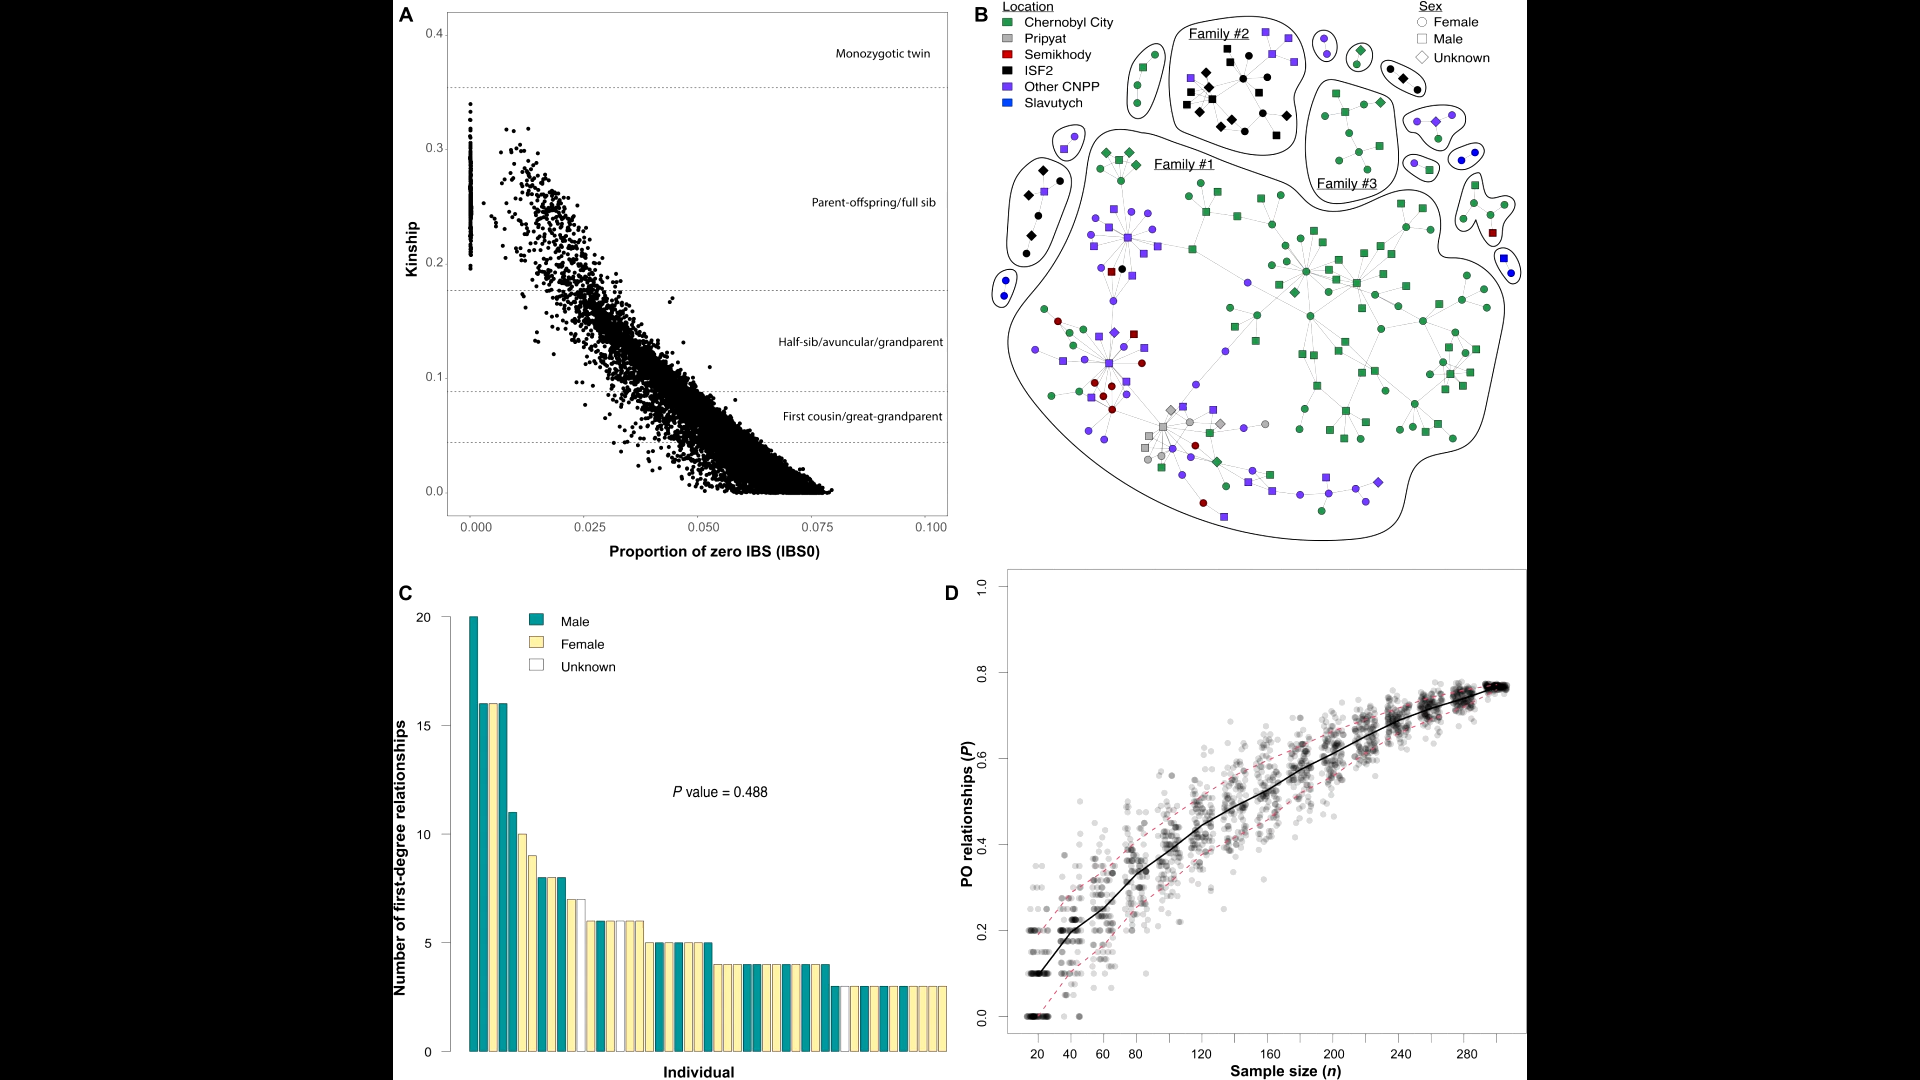 A
0.4
0.3
0.2
0.1
0.0
Kinship
Monozygotic twin
Parent-offspring/full sib
Half-sib/avuncular/grandparent
First cousin/great-grandparent
0.000 0.025 0.050 0.075 0.100
Proportion of zero IBS (IBS0)
B
Location
Chernobyl City
Pripyat
Semikhody
ISF2
Other CNPP
Slavutych
Sex
Female
Male
Unknown
Family #2
Family #1
Family #3
C
20
15
10
5
0
Number of first-degree relationships
Male
Female
Unknown
P value = 0.488
Individual
D
1.0
0.8
0.6
0.4
0.2
0.0
PO relationships (P)
20 40 60 80 120 160 200 240 280
Sample size (n)